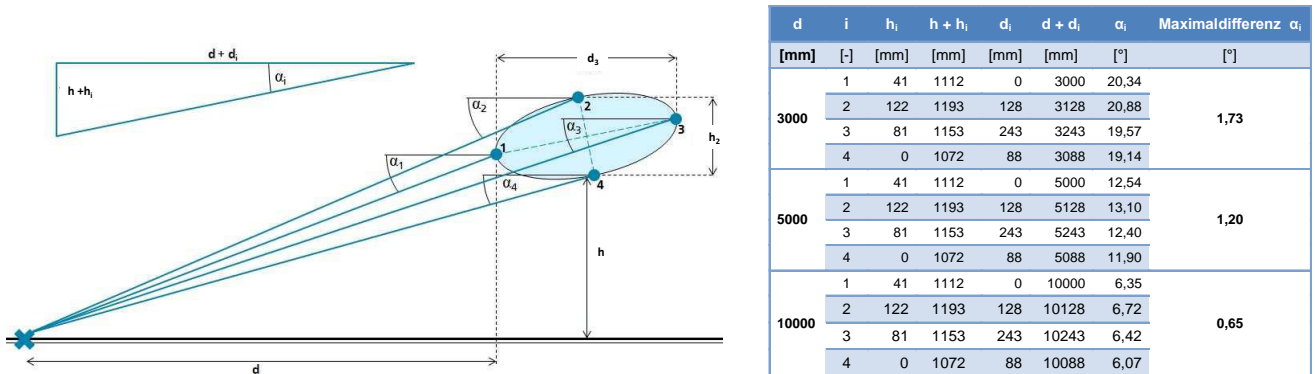 d + dᵢ
αᵢ
h +hᵢ
d₃
α₂
2
α₃
3
h₂
1
α₁
α₄
4
h
d
d i hᵢ h + hᵢ dᵢ d + dᵢ αᵢ Maximaldifferenz αᵢ
[mm] [-] [mm] [mm] [mm] [mm] [°] [°]
3000 1 41 1112 0 3000 20,34 1,73
2 122 1193 128 3128 20,88
3 81 1153 243 3243 19,57
4 0 1072 88 3088 19,14
5000 1 41 1112 0 5000 12,54 1,20
2 122 1193 128 5128 13,10
3 81 1153 243 5243 12,40
4 0 1072 88 5088 11,90
10000 1 41 1112 0 10000 6,35 0,65
2 122 1193 128 10128 6,72
3 81 1153 243 10243 6,42
4 0 1072 88 10088 6,07